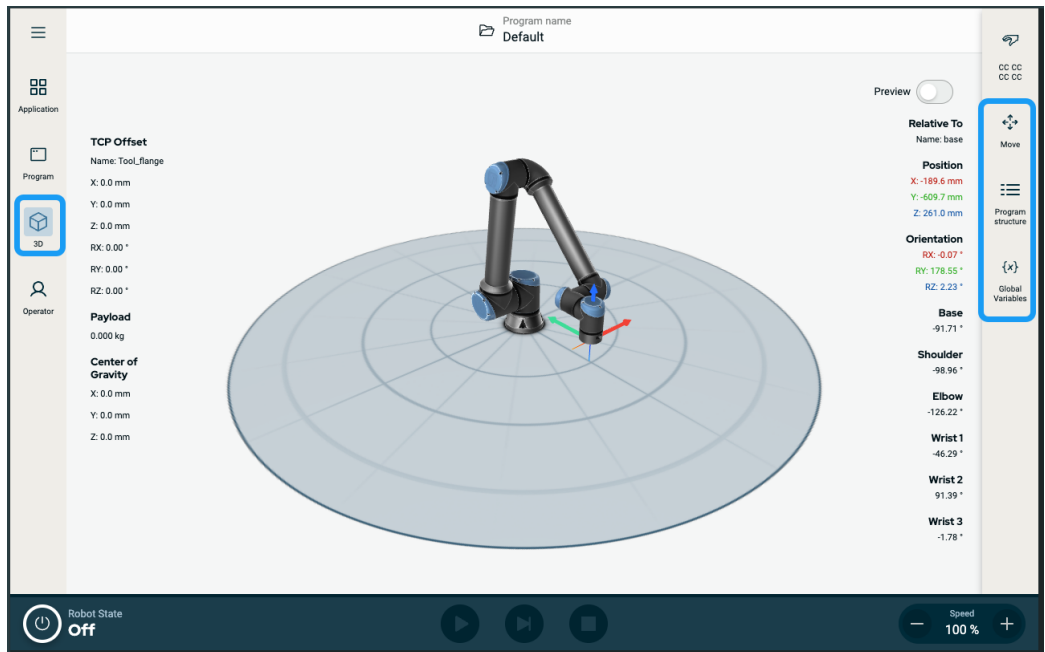 Program name
Default
Application
Program
3D
Operator
TCP Offset
Name: Tool_flange
X: 0.0 mm
Y: 0.0 mm
Z: 0.0 mm
RX: 0.00 °
RY: 0.00 °
RZ: 0.00 °
Payload
0.000 kg
Center of
Gravity
X: 0.0 mm
Y: 0.0 mm
Z: 0.0 mm
Preview
Relative To
Name: base
Position
X: -189.6 mm
Y: -609.7 mm
Z: 261.0 mm
Orientation
RX: -0.07 °
RY: 178.55 °
RZ: 2.23 °
Base
-91.71 °
Shoulder
-98.96 °
Elbow
-126.22 °
Wrist 1
-46.29 °
Wrist 2
91.39 °
Wrist 3
-1.78 °
CC CC
CC CC
Move
Program
structure
{x}
Global
Variables
Robot State
Off
Speed
100 %